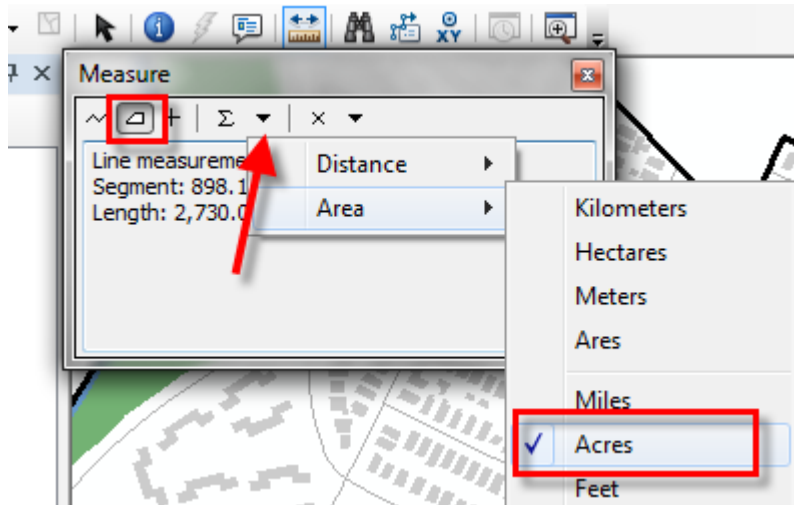 XY
Measure
Σ
Line measureme
Segment: 898.1
Length: 2,730.0
Distance
Area
Kilometers
Hectares
Meters
Ares
Miles
Acres
Feet